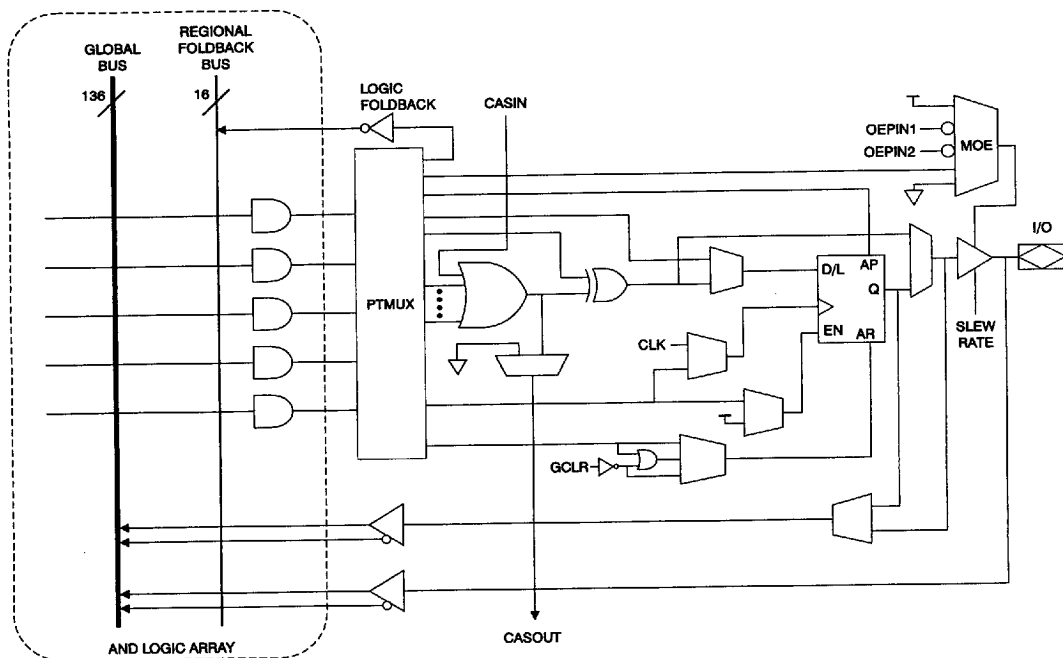 GLOBAL
BUS
136
REGIONAL
FOLDBACK
BUS
16
LOGIC
FOLDBACK
CASIN
OEPIN1
OEPIN2
MOE
I/O
PTMUX
D/L
AP
Q
EN
AR
CLK
SLEW
RATE
GCLR
CASOUT
AND LOGIC ARRAY